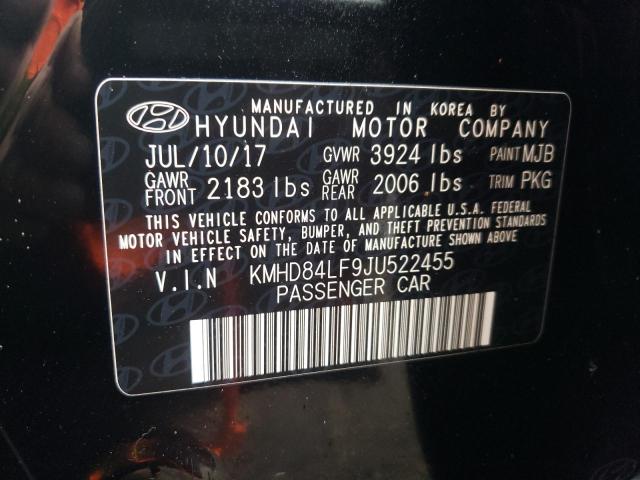 MANUFACTURED IN KOREA BY
HYUNDAI MOTOR COMPANY
JUL/10/17 GVWR 3924 lbs PAINT MJB
GAWR FRONT 2183 lbs GAWR REAR 2006 lbs TRIM PKG
THIS VEHICLE CONFORMS TO ALL APPLICABLE U.S.A. FEDERAL
MOTOR VEHICLE SAFETY, BUMPER, AND THEFT PREVENTION STANDARDS
IN EFFECT ON THE DATE OF MANUFACTURE SHOWN ABOVE.
V.I.N KMHD84LF9JU522455
PASSENGER CAR